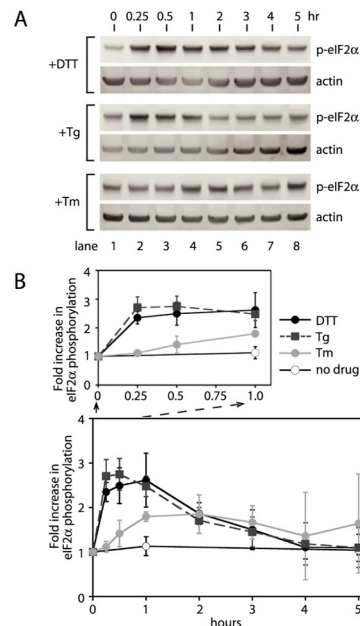 A
0 0.25 0.5 1 2 3 4 5 hr
+DTT
p-eIF2α
actin
+Tg
p-eIF2α
actin
+Tm
p-eIF2α
actin
lane 1 2 3 4 5 6 7 8
B
Fold increase in
eIF2α phosphorylation
4
3
2
1
0
0 0.25 0.5 0.75 1.0
DTT
Tg
Tm
no drug
Fold increase in
eIF2α phosphorylation
4
3
2
1
0
0 1 2 3 4 5
hours